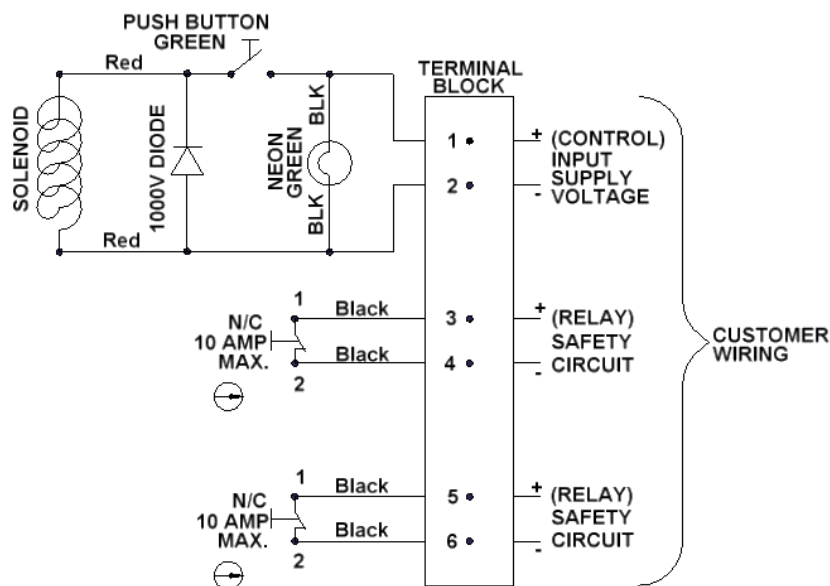 PUSH BUTTON
GREEN
Red
SOLENOID
1000V DIODE
NEON
GREEN
BLK
BLK
Red
TERMINAL
BLOCK
1
2
3
4
5
6
+ (CONTROL)
INPUT
SUPPLY
- VOLTAGE
1
Black
N/C
10 AMP
MAX.
Black
2
+ (RELAY)
SAFETY
- CIRCUIT
CUSTOMER
WIRING
1
Black
N/C
10 AMP
MAX.
Black
2
+ (RELAY)
SAFETY
- CIRCUIT